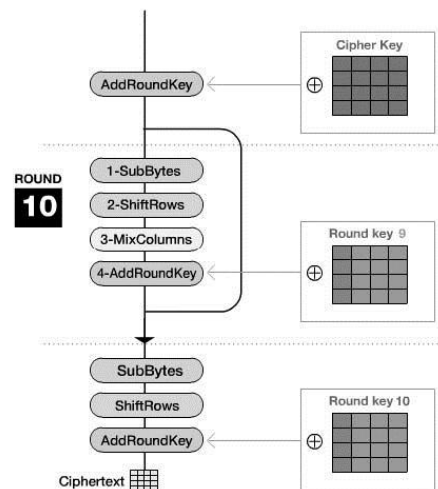 Cipher Key
AddRoundKey
⊕
1-SubBytes
ROUND
10
2-ShiftRows
3-MixColumns
Round key 9
4-AddRoundKey
⊕
SubBytes
ShiftRows
Round key 10
AddRoundKey
⊕
Ciphertext